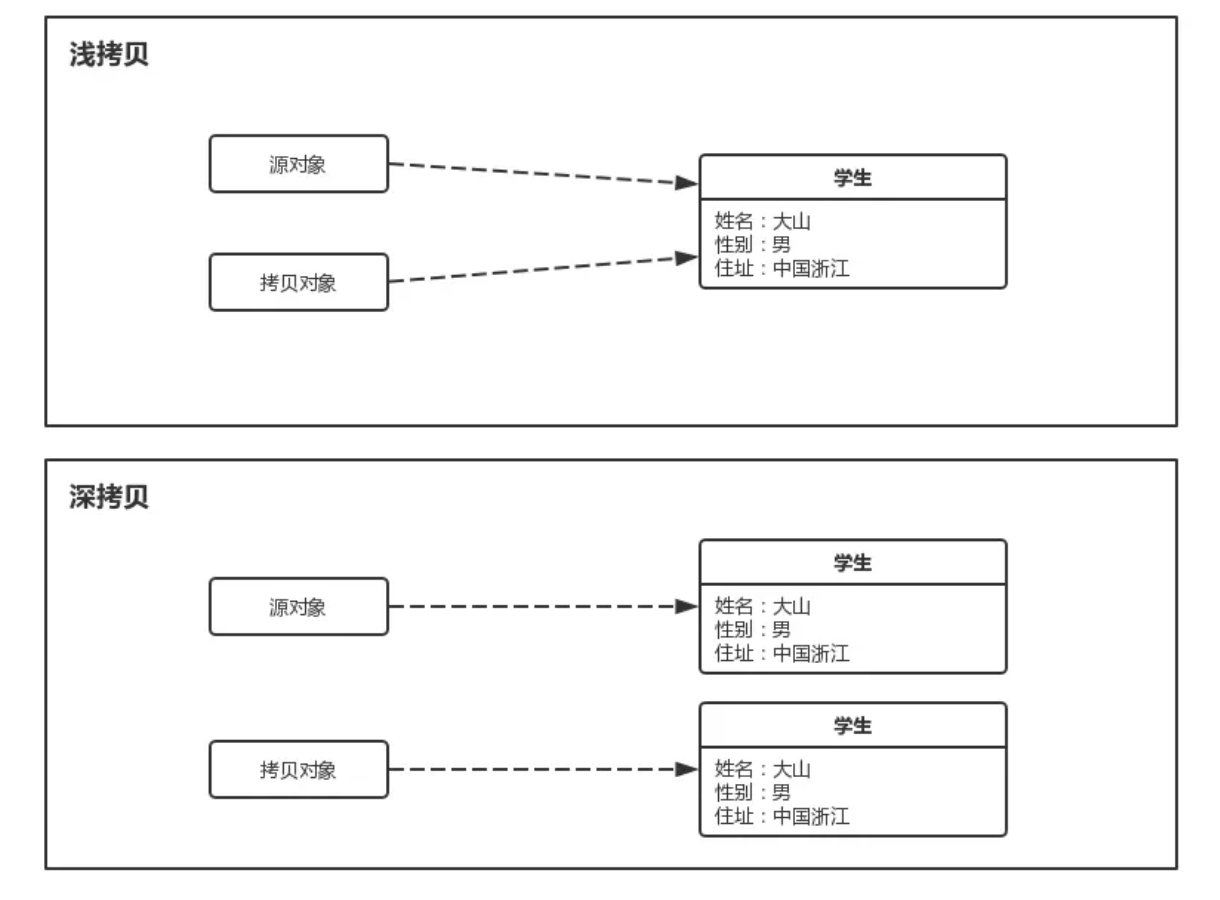 浅拷贝
源对象
学生
姓名：大山
性别：男
住址：中国浙江
拷贝对象
深拷贝
源对象
学生
姓名：大山
性别：男
住址：中国浙江
拷贝对象
学生
姓名：大山
性别：男
住址：中国浙江